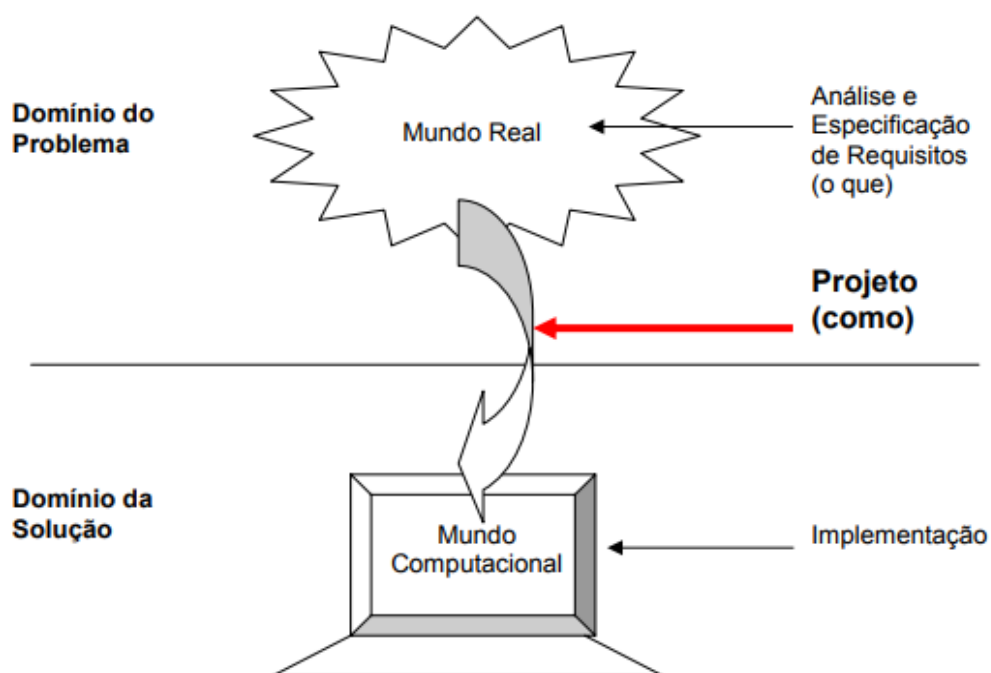 Domínio do
Problema
Mundo Real
Análise e
Especificação
de Requisitos
(o que)
Projeto
(como)
Domínio da
Solução
Mundo
Computacional
Implementação